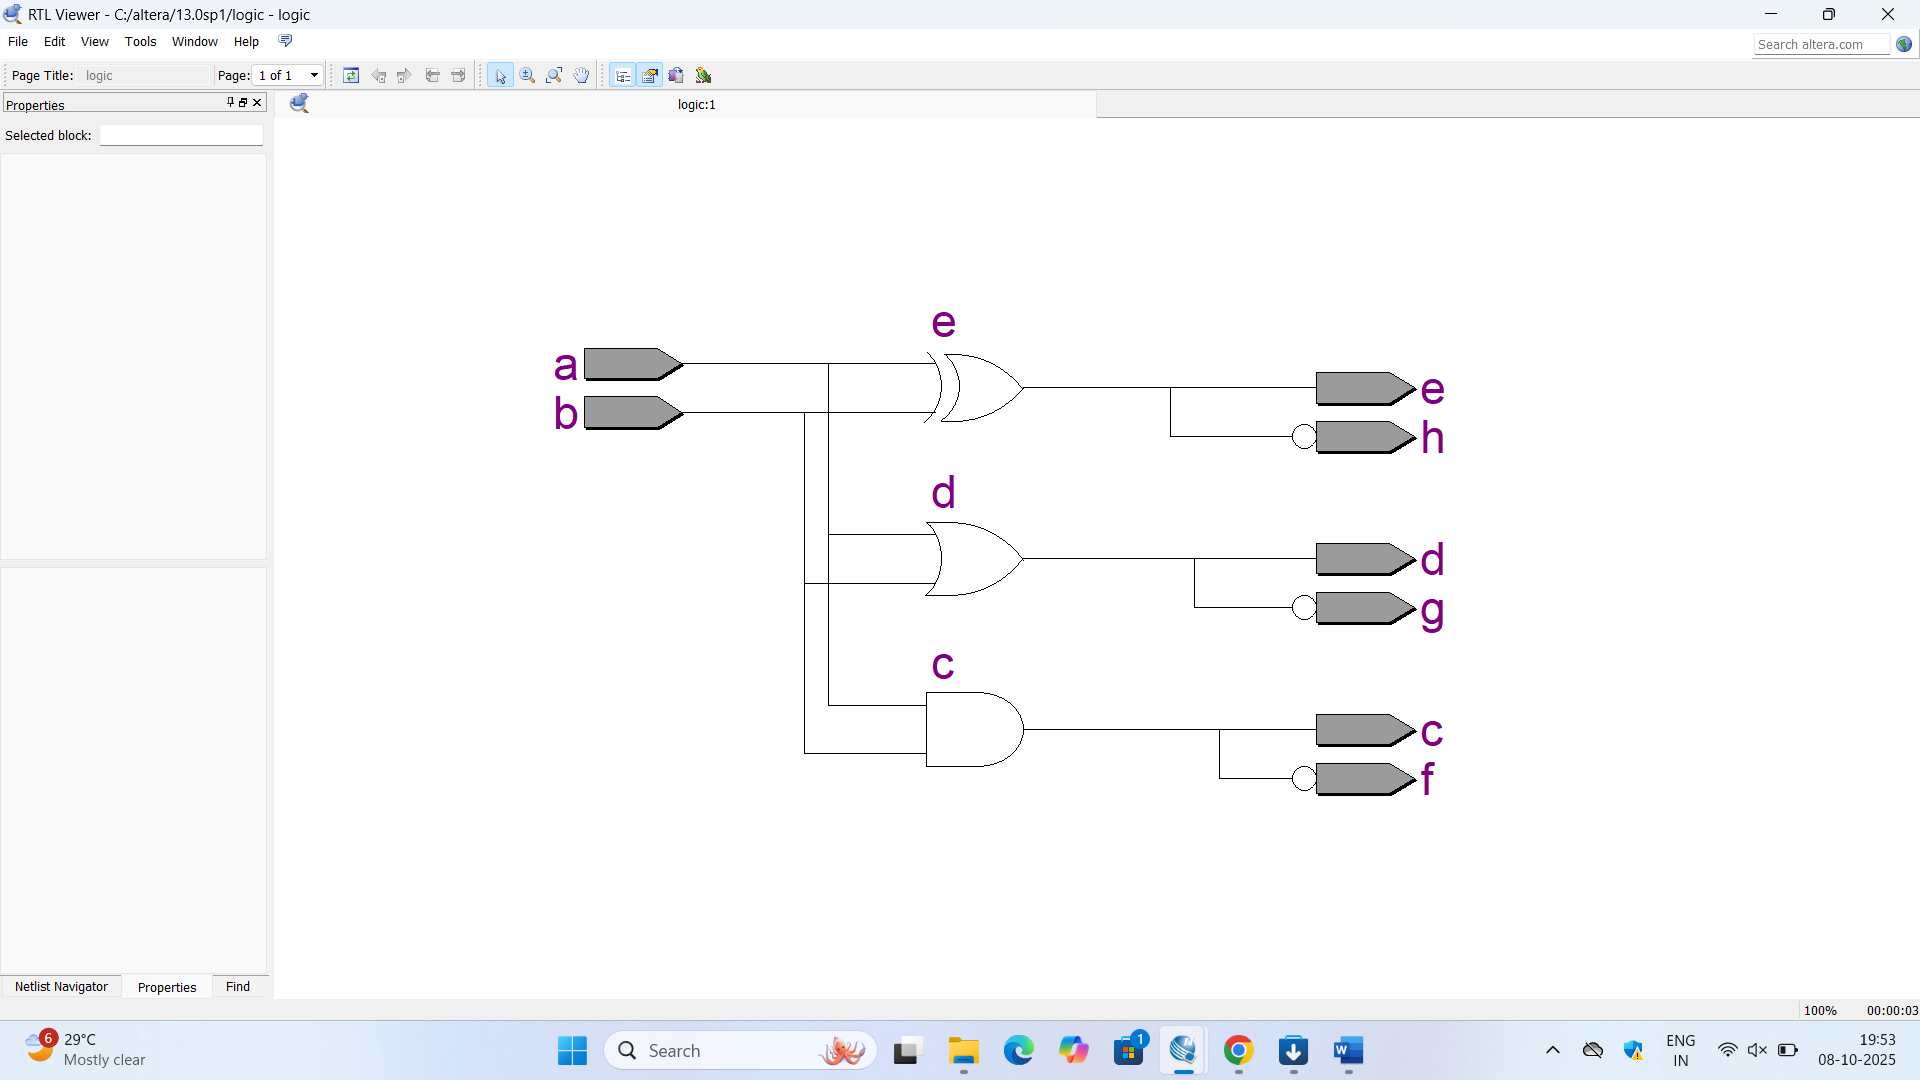 RTL Viewer - C:/altera/13.0sp1/logic - logic
File Edit View Tools Window Help
Search altera.com
Page Title: logic Page: 1 of 1
Properties
logic:1
Selected block:
e
a
b
e
h
d
d
g
c
c
f
Netlist Navigator Properties Find
100% 00:00:03
6
29°C
Mostly clear
Search
1
W
ENG
IN
19:53
08-10-2025